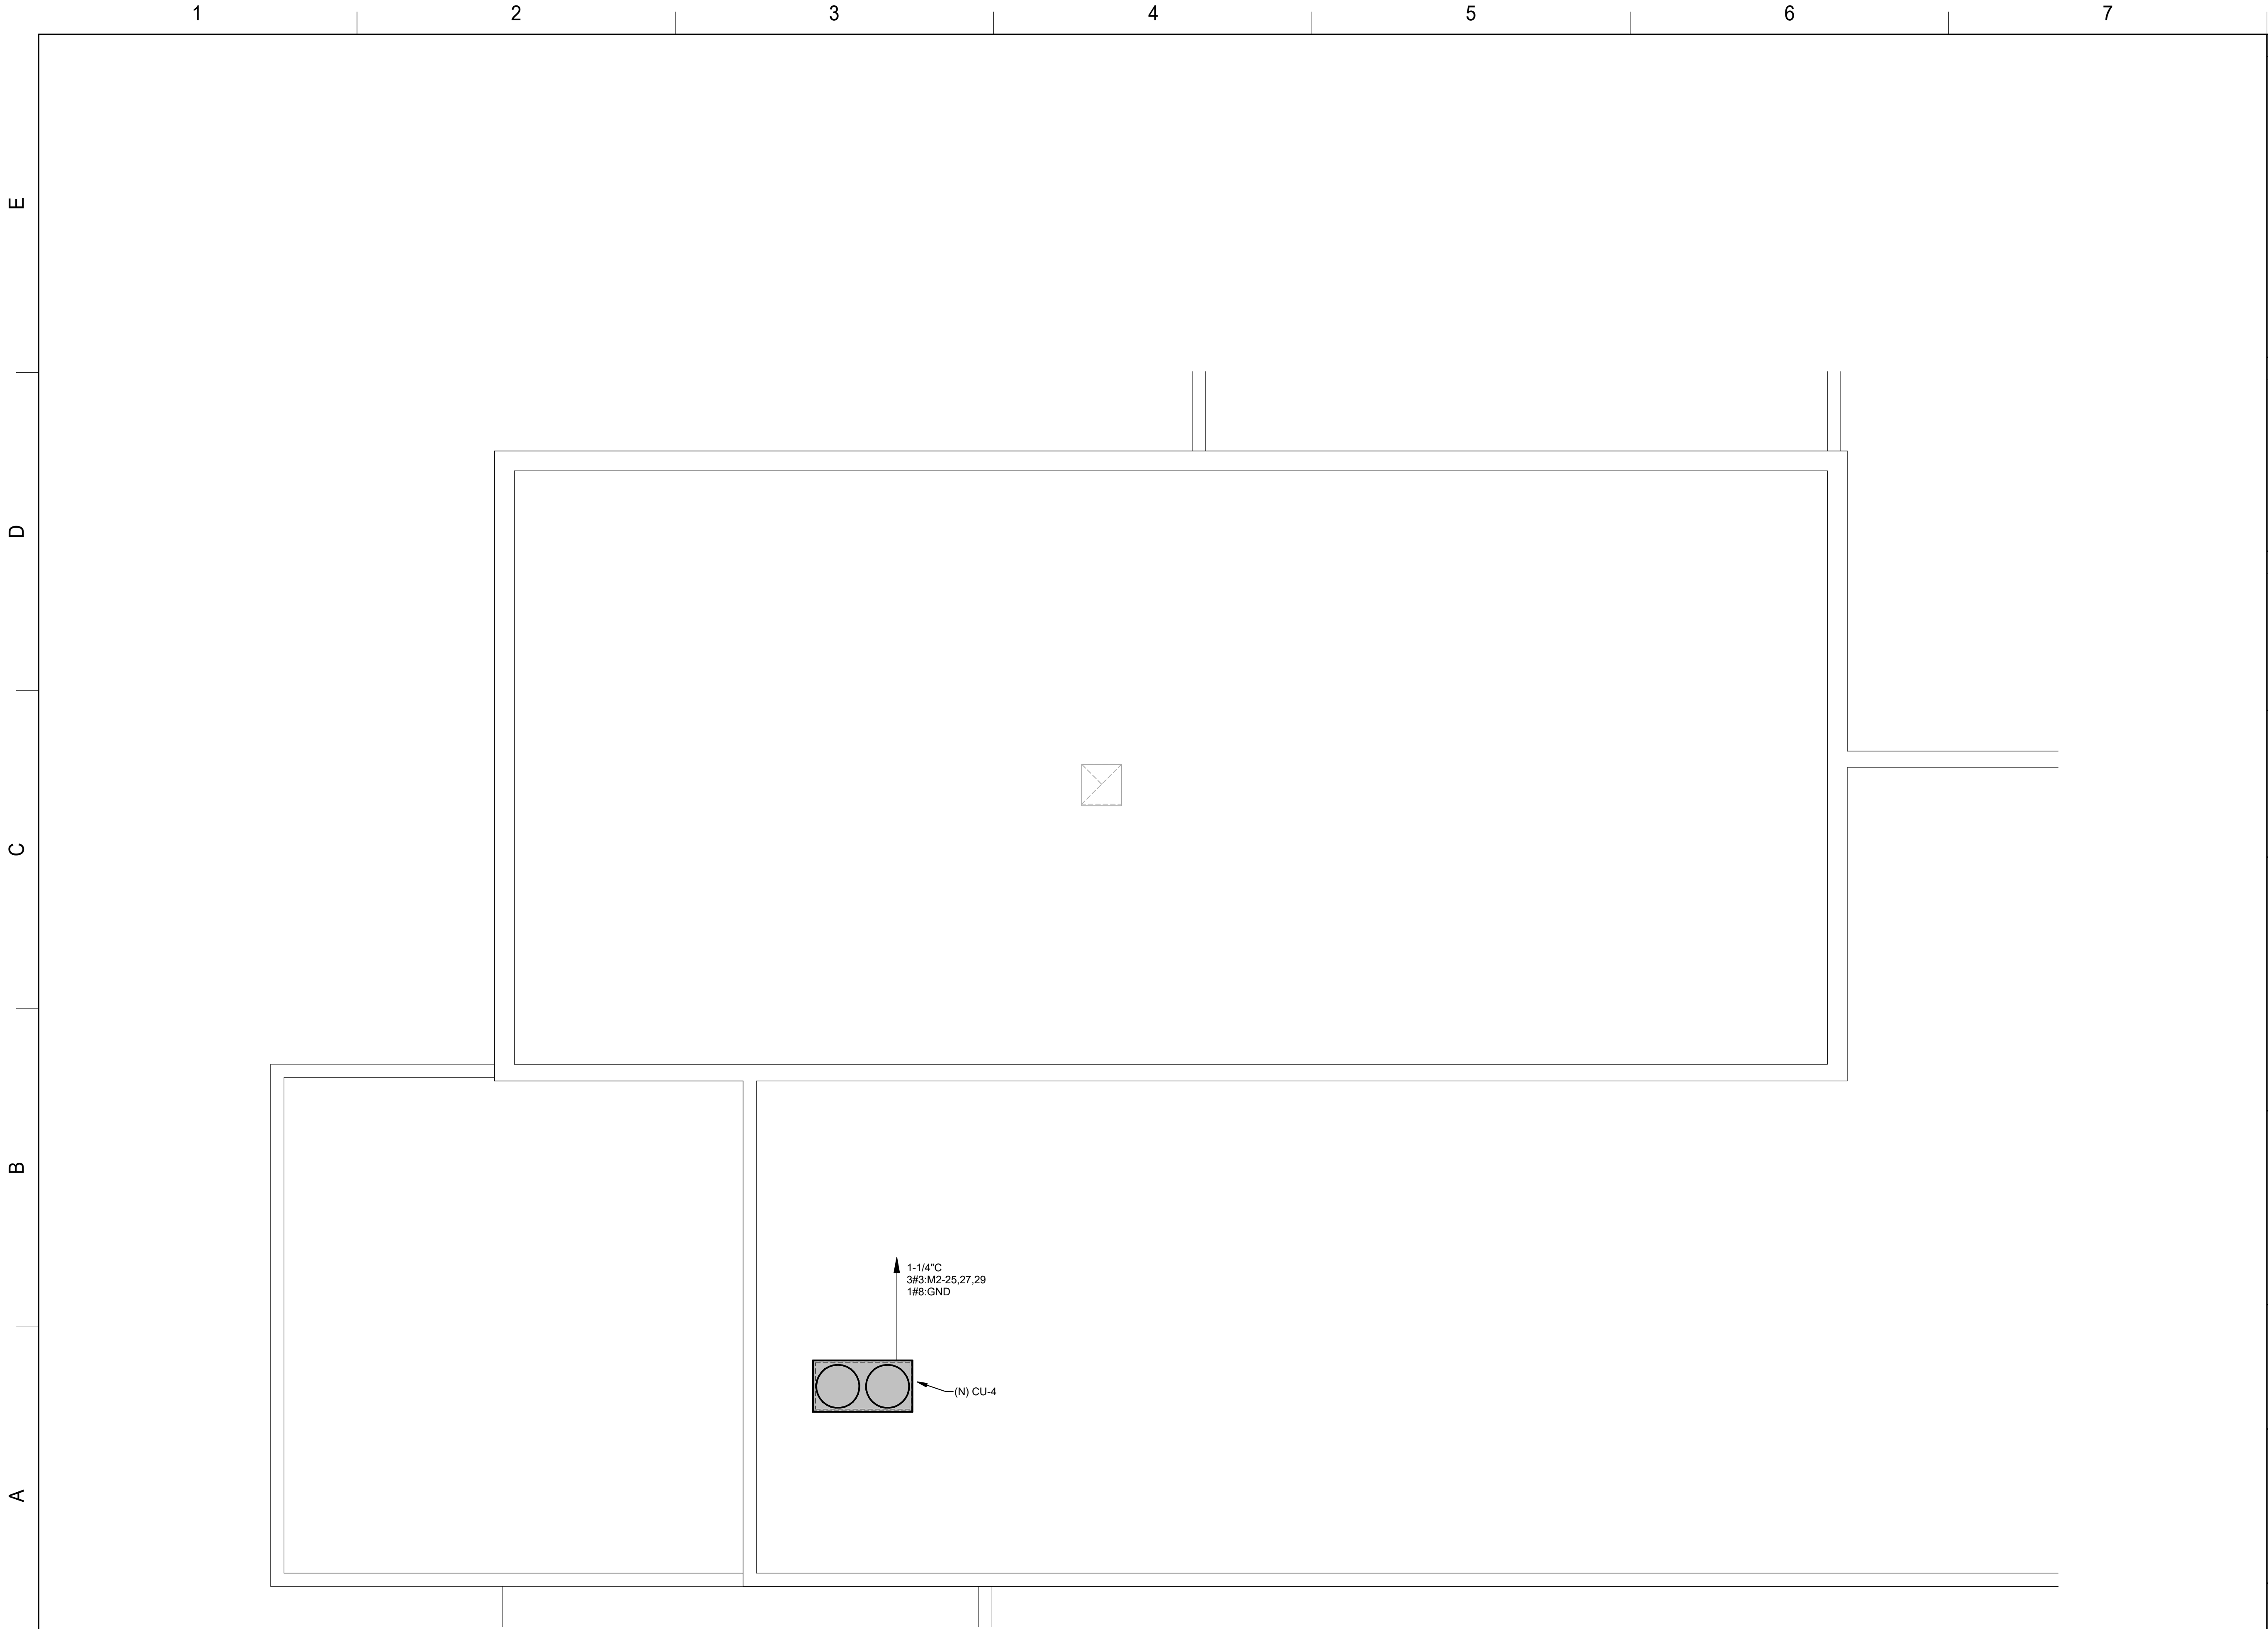 1 2 3 4 5 6 7
E
D
C
B
1-1/4"C
3#3:M2-25,27,29
1#8:GND
(N) CU-4
A